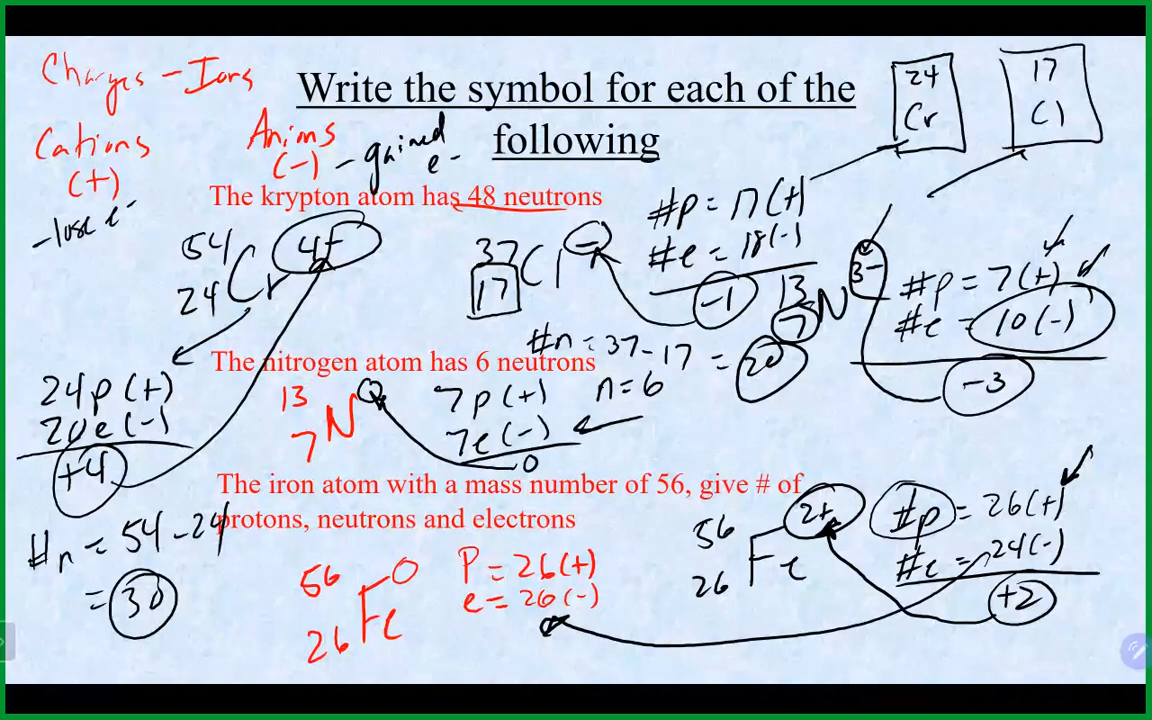 Charges - Ions
Write the symbol for each of the
following
24
Cr
17
Cl
Cations
(+)
- lose e-
Anions
(-) - gained
e-
The krypton atom has 48 neutrons
54
24
Cr
4+
37
17
Cl
-
#p = 17(+)
#e = 18(-)
-1
13
7
N
3-
#p = 7(+)
#e = 10(-)
-3
#n = 37-17 = 20
The nitrogen atom has 6 neutrons
24p (+)
20e (-)
+4
13
7
N
0
7p (+)
7e (-)
0
n = 6
The iron atom with a mass number of 56, give # of
protons, neutrons and electrons
#n = 54-24
= 30
56
26
Fe
0
P = 26(+)
e = 26(-)
56
26
Fe
2+
#p = 26(+)
#e = 24(-)
+2